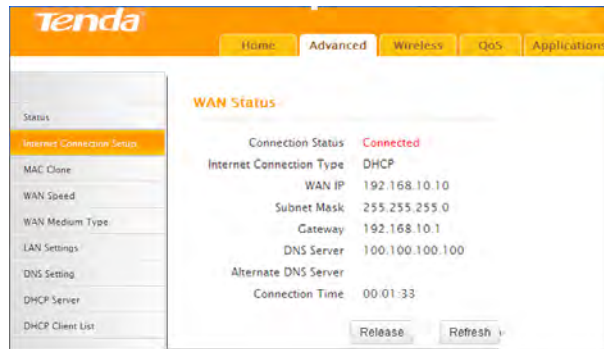 Tenda
Home Advanced Wireless QoS Applications
Status
Internet Connection Setup
MAC Clone
WAN Speed
WAN Medium Type
LAN Settings
DNS Setting
DHCP Server
DHCP Client List
WAN Status
Connection Status Connected
Internet Connection Type DHCP
WAN IP 192.168.10.10
Subnet Mask 255.255.255.0
Gateway 192.168.10.1
DNS Server 100.100.100.100
Alternate DNS Server
Connection Time 00:01:33
Release Refresh